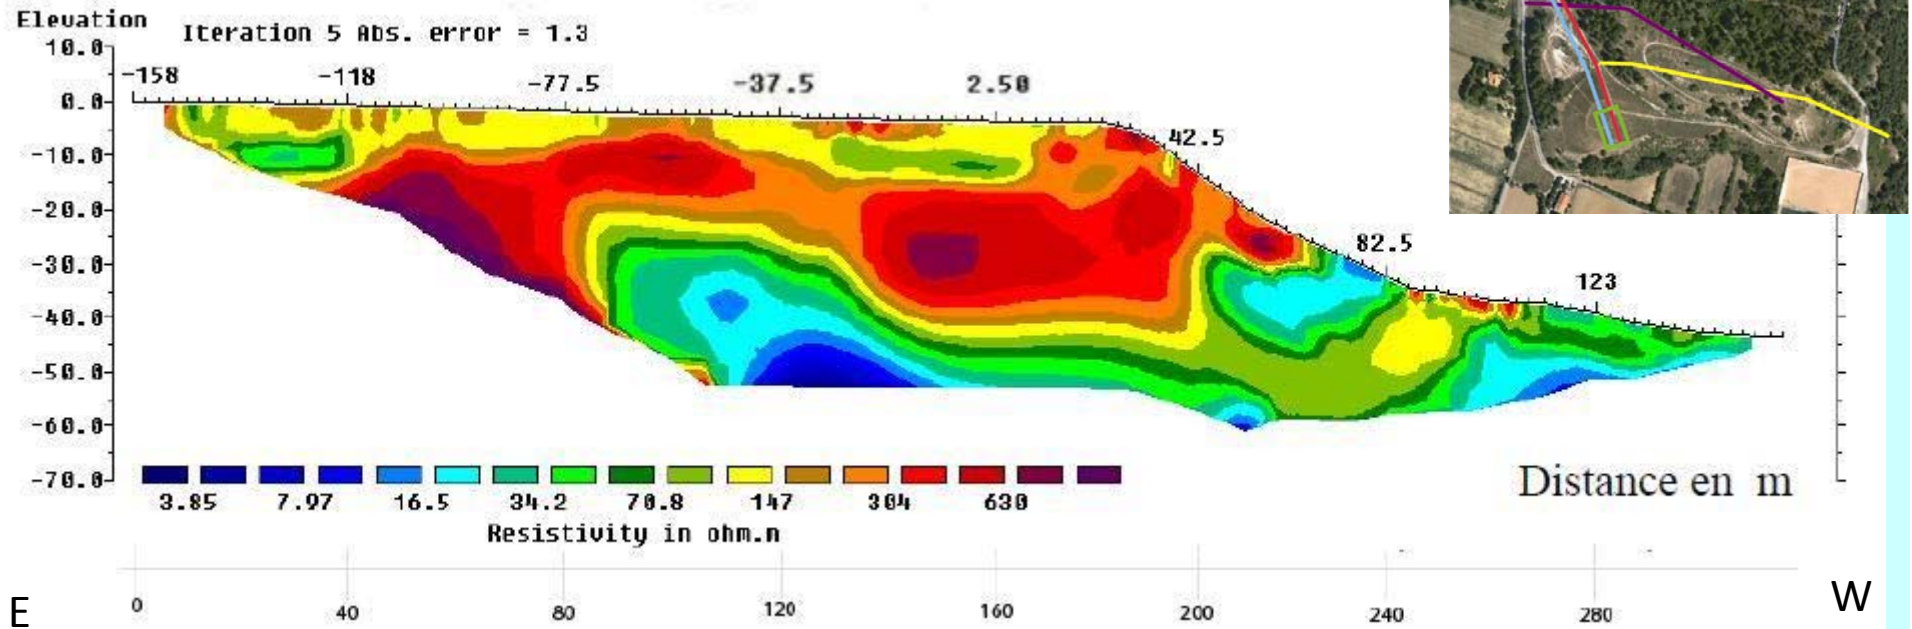 Elevation
Iteration 5 Abs. error = 1.3
10.0
-158 -118 -77.5 -37.5 2.50
0.0
42.5
-10.0
-20.0
82.5
-30.0
123
-40.0
-50.0
-60.0
-70.0
Distance en m
3.85 7.97 16.5 34.2 70.8 147 304 630
Resistivity in ohm.m
E 0 40 80 120 160 200 240 280 W